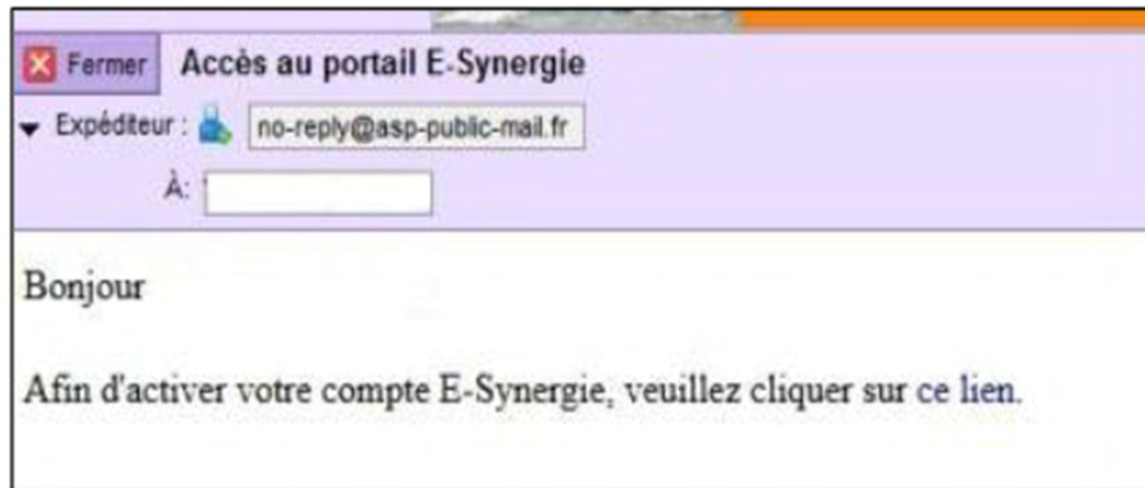 Fermer Accès au portail E-Synergie
Expéditeur : no-reply@asp-public-mail.fr
À:
Bonjour
Afin d'activer votre compte E-Synergie, veuillez cliquer sur ce lien.